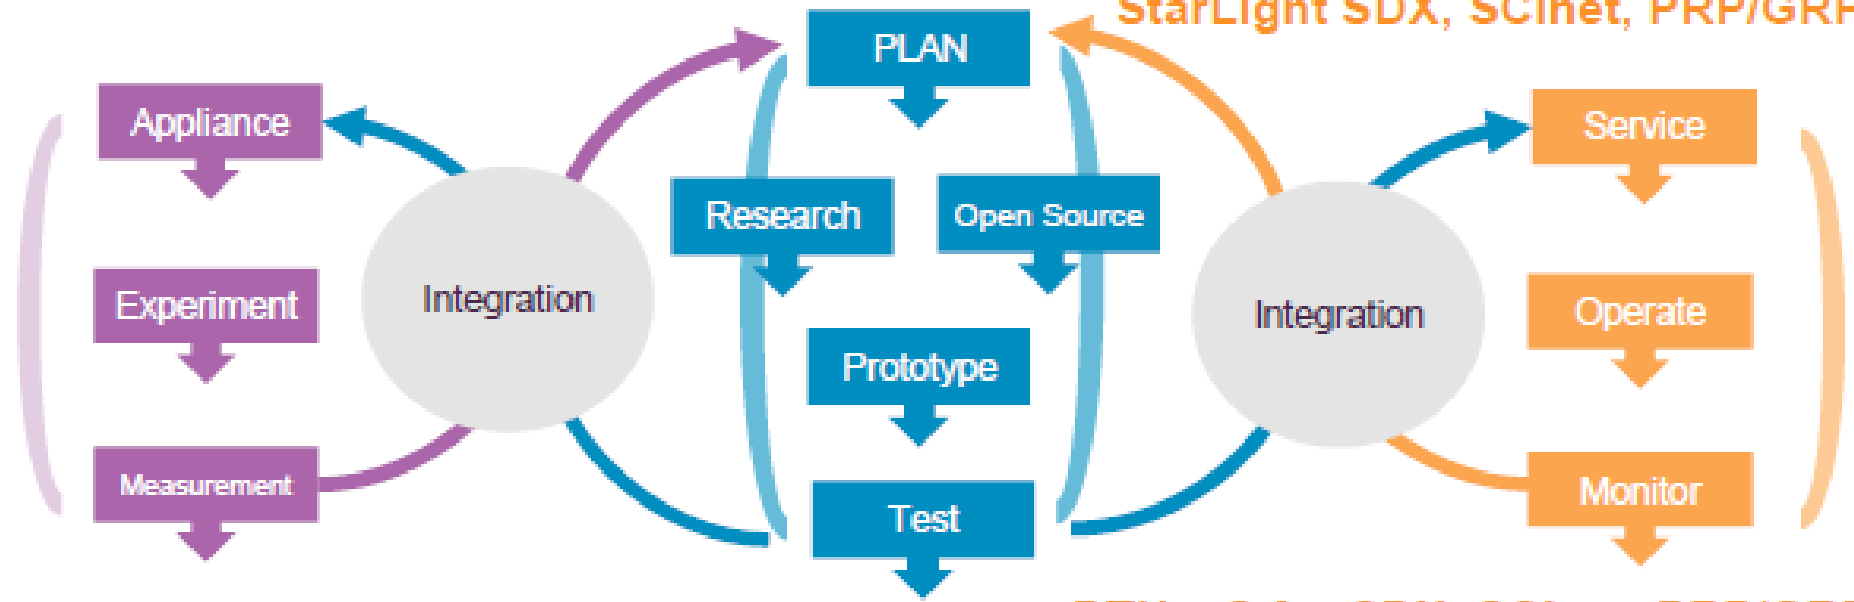 StarLight SDX, SCinet, PRP/GRP
PLAN
Appliance
Service
Research
Open Source
Experiment
Integration
Integration
Operate
Prototype
Measurement
Monitor
Test